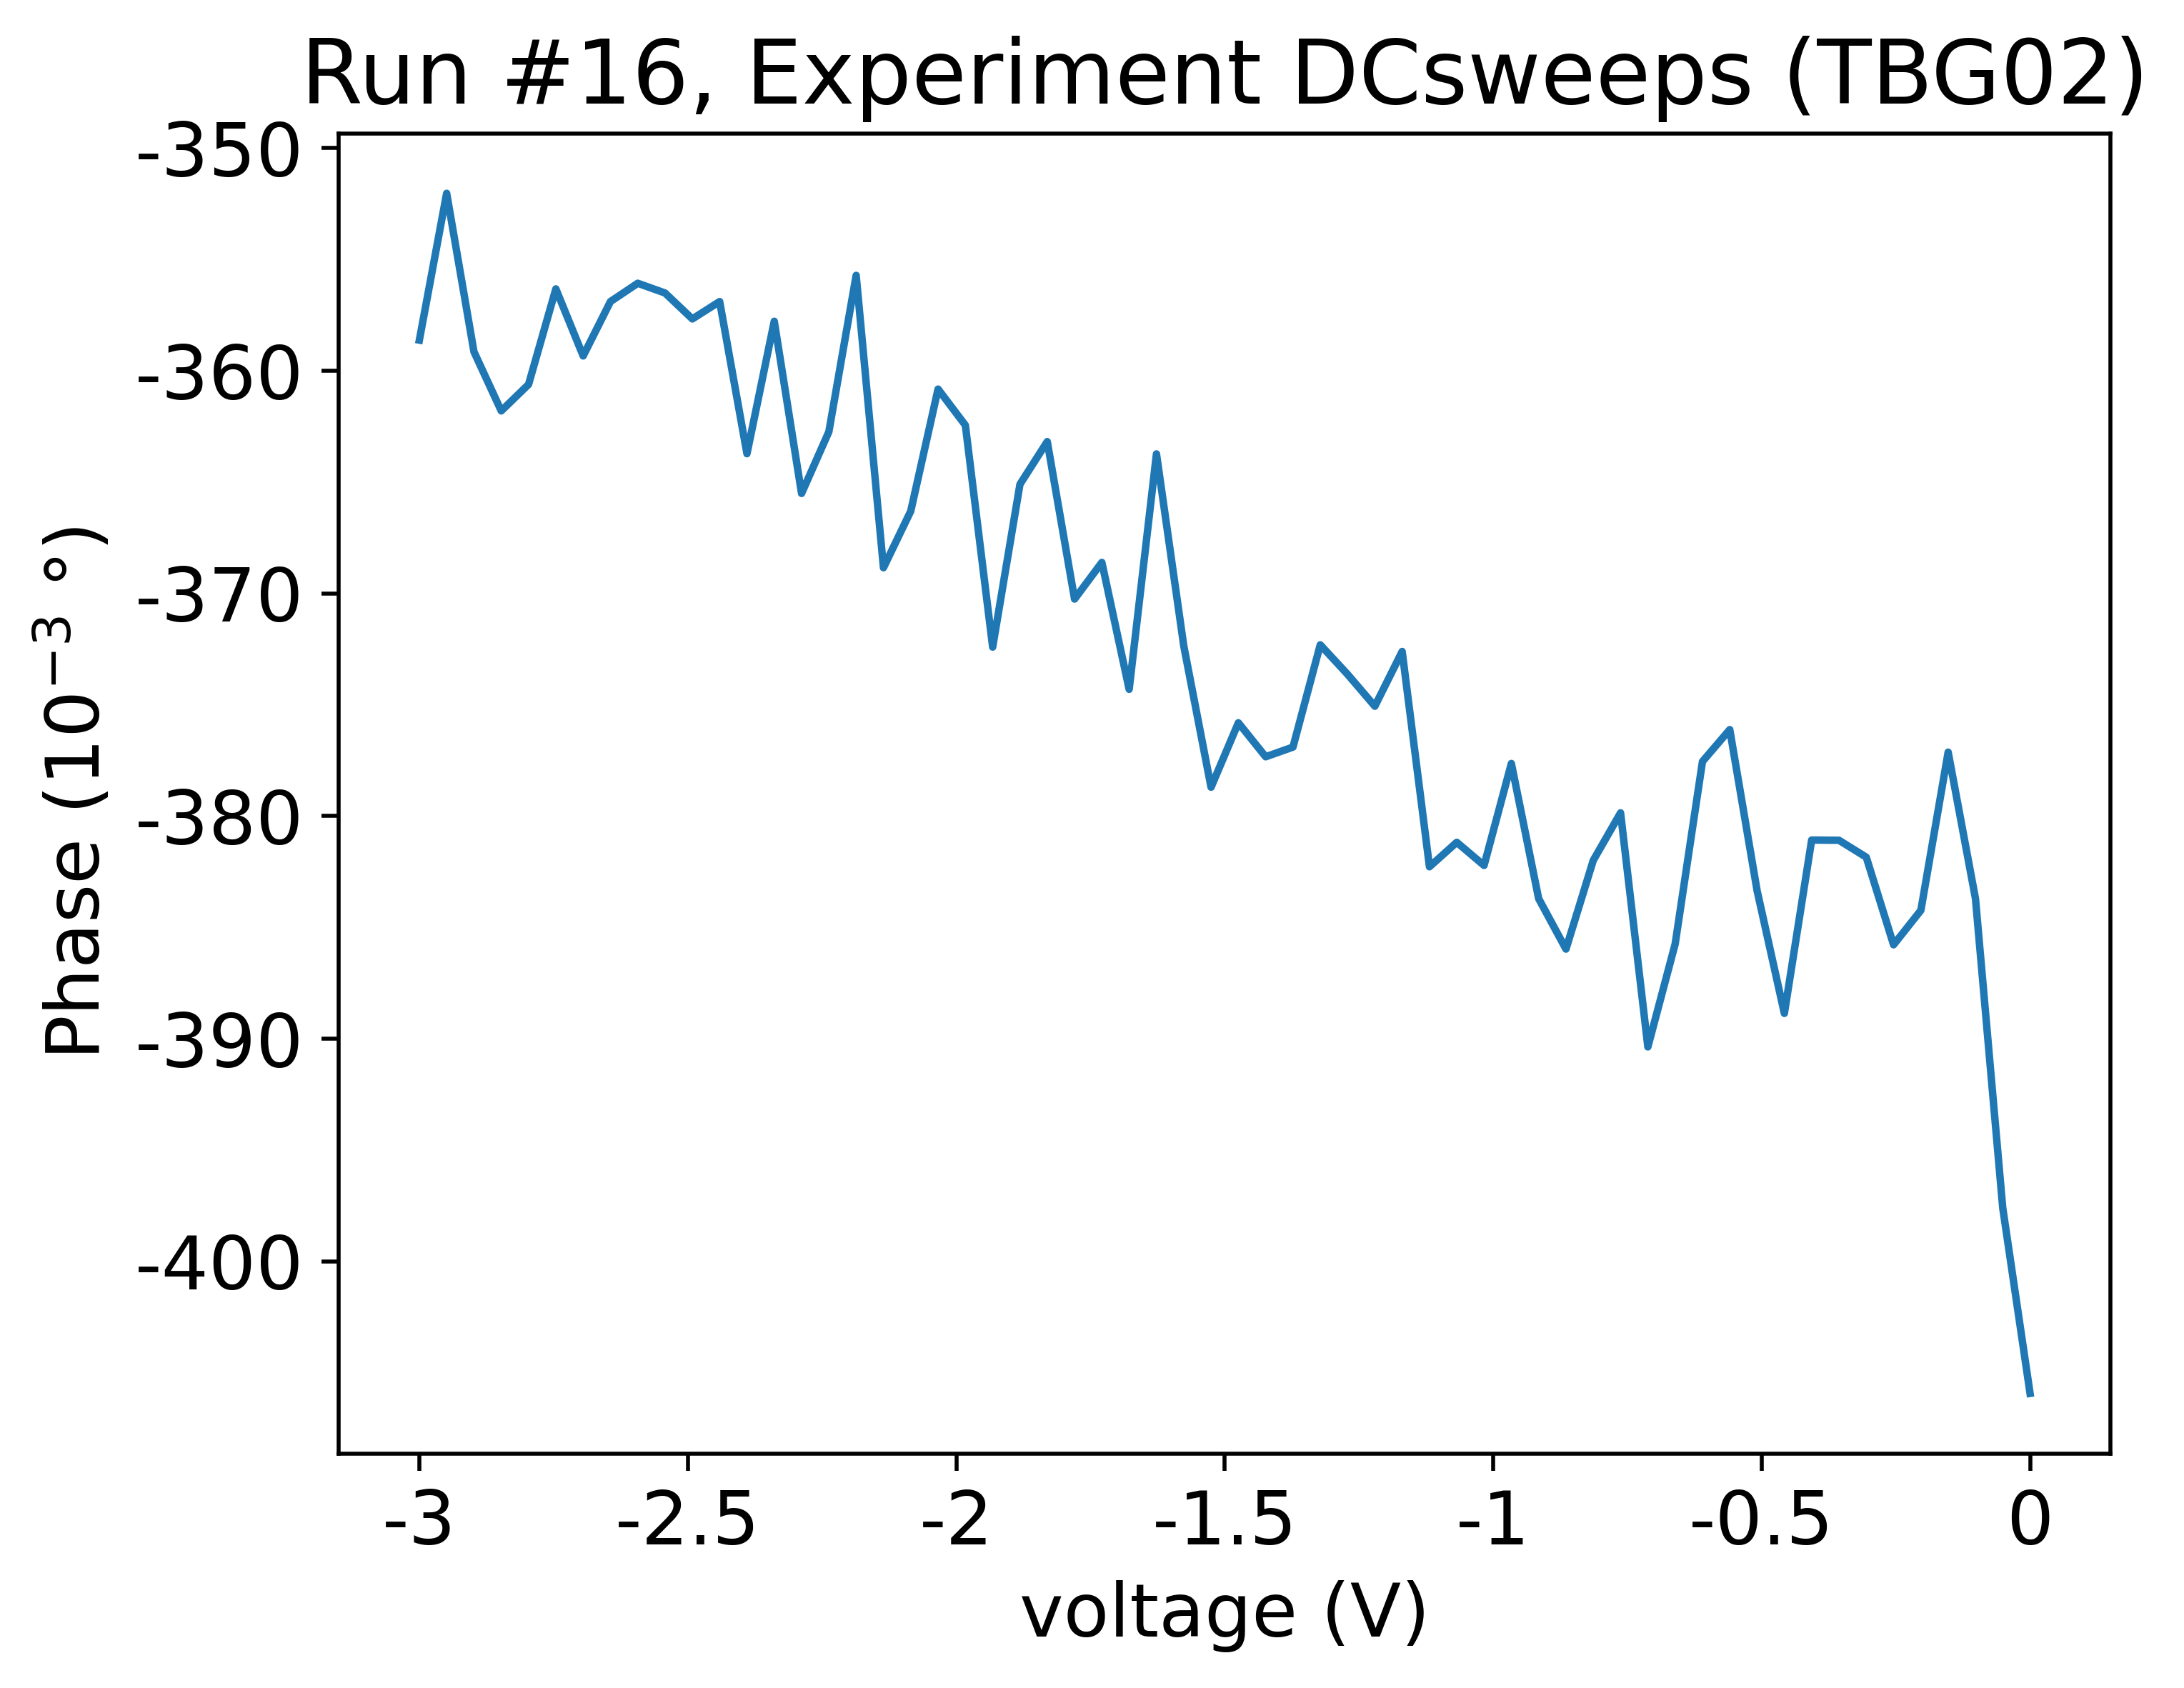 Run #16, Experiment DCsweeps (TBG02)
-350
-360
-370
-380
-390
-400
Phase (10⁻³ °)
-3 -2.5 -2 -1.5 -1 -0.5 0
voltage (V)